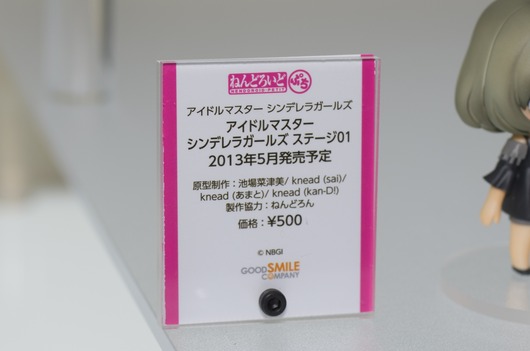 ねんどろいど ぷち
NENDOROID PETIT
アイドルマスター シンデレラガールズ
アイドルマスター
シンデレラガールズ ステージ01
2013年5月発売予定
原型制作：池場菜津美/ knead (sai)/
knead (あまと)/ knead (kan-D!)
製作協力：ねんどろん
価格：¥500
© NBGI
GOODSMILE
COMPANY